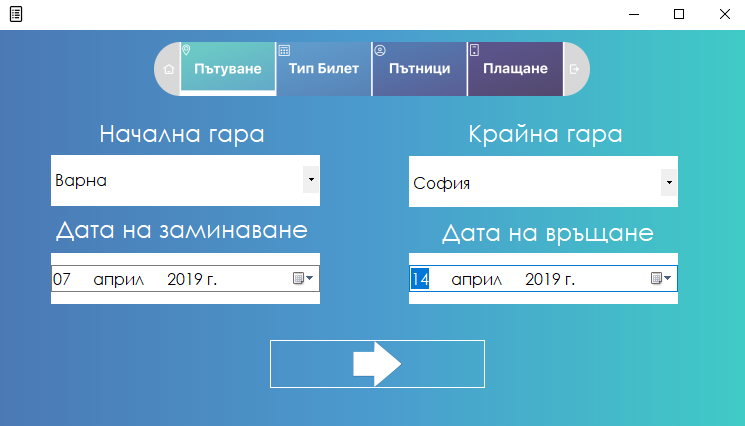 Пътуване Тип Билет Пътници Плащане
Начална гара Крайна гара
Варна София
Дата на заминаване Дата на връщане
07 април 2019 г. 14 април 2019 г.